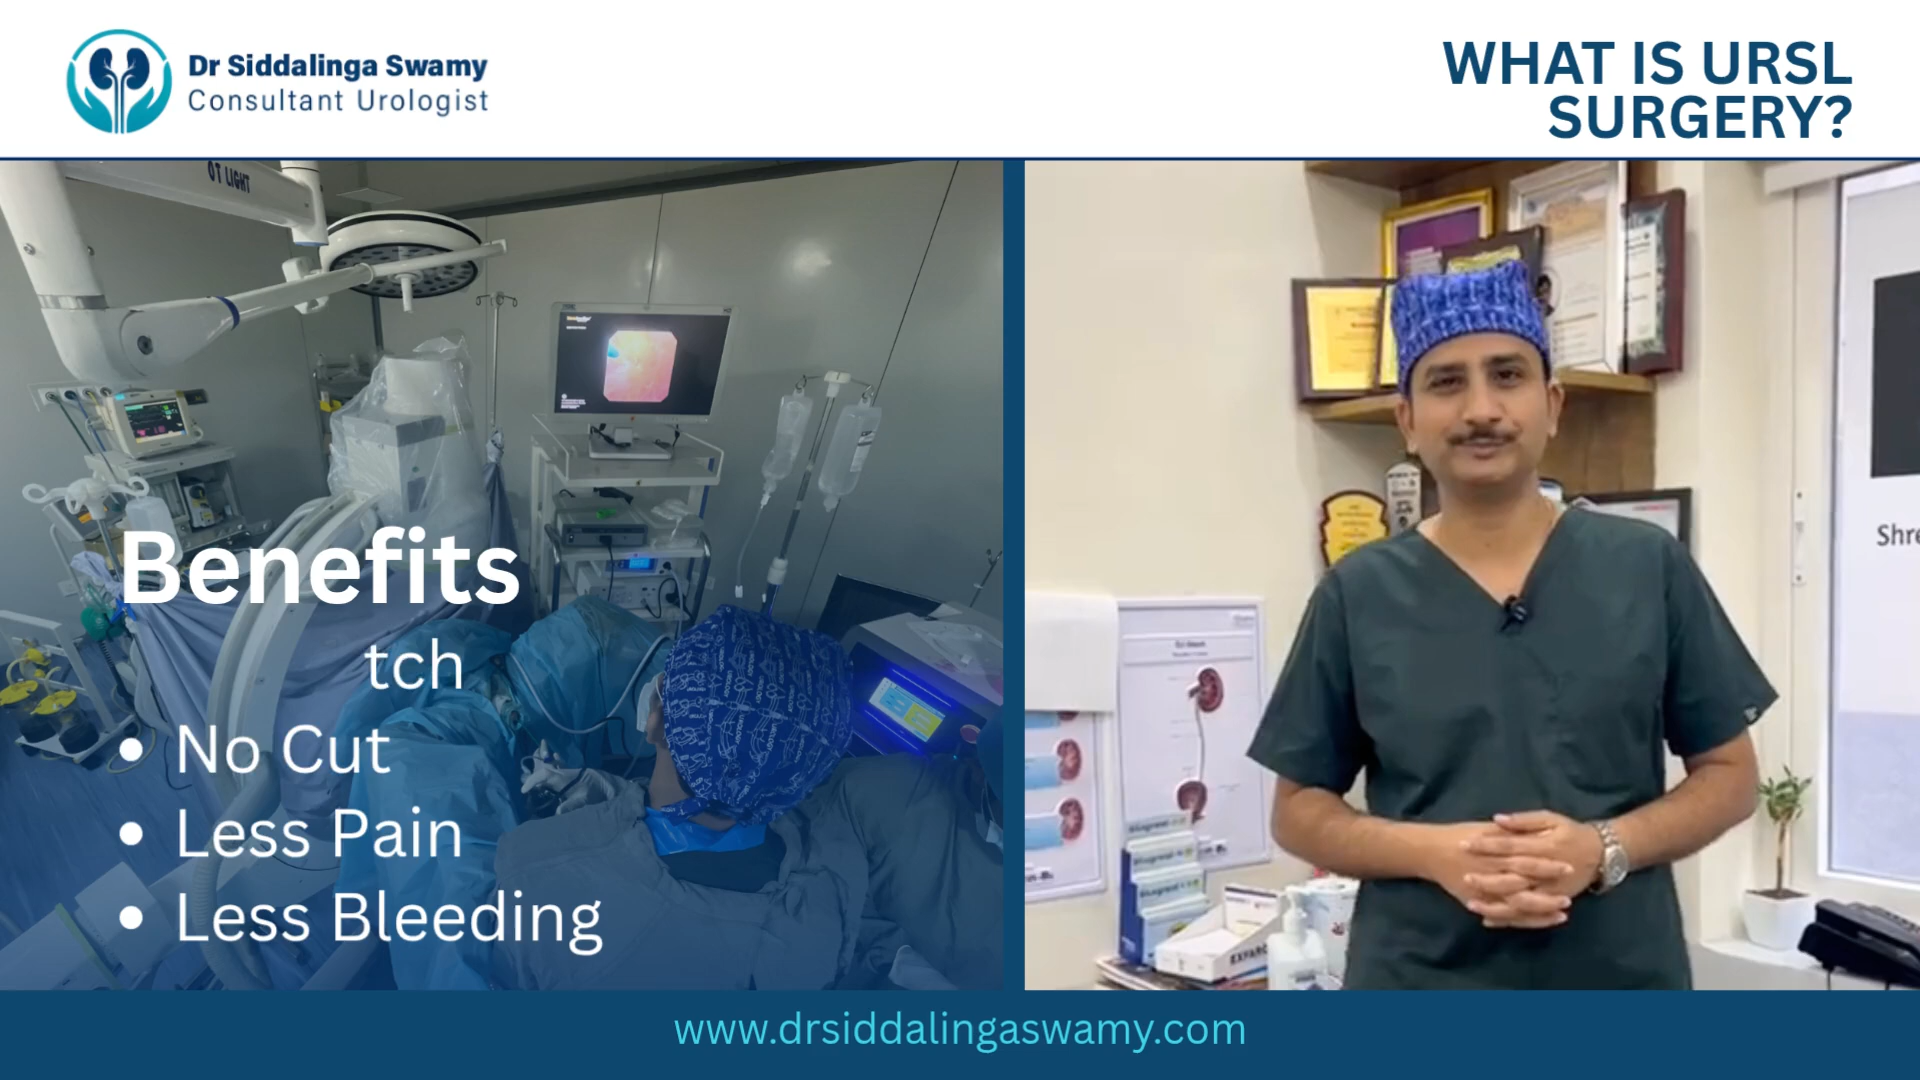 Dr Siddalinga Swamy
Consultant Urologist
WHAT IS URSL
SURGERY?
OT LIGHT
Benefits
tch
• No Cut
• Less Pain
• Less Bleeding
Shre
www.drsiddalingaswamy.com